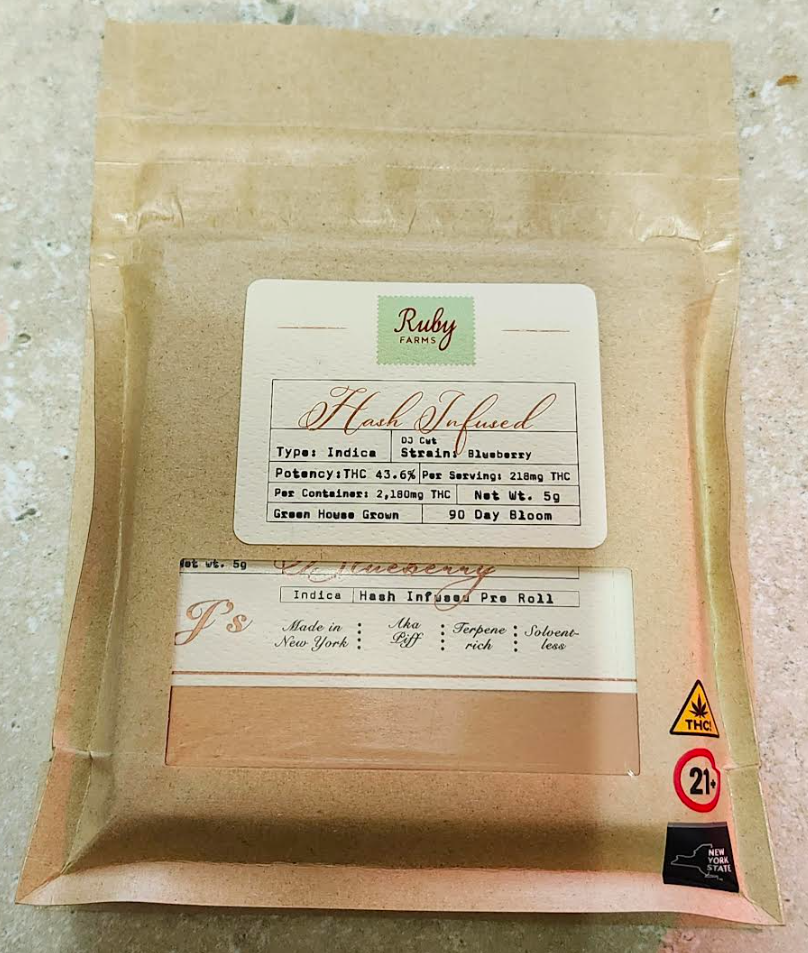 Ruby
FARMS
Hash Infused
Type: Indica
DJ Cut
Strain: Blueberry
Potency:THC 43.6%
Per Serving: 218mg THC
Per Container: 2,180mg THC
Net Wt. 5g
Green House Grown
90 Day Bloom
Net Wt. 5g
Blueberry
Indica
Hash Infused Pre Roll
J's
Made in
New York
Aka
Piff
Terpene
rich
Solvent-
less
THC!
21+
NEW
YORK
STATE